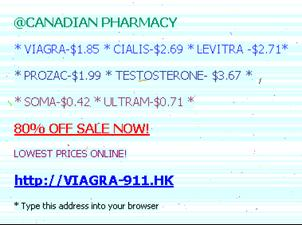 @CANADIAN PHARMACY
* VIAGRA-$1.85 * CIALIS-$2.69 * LEVITRA -$2.71*
* PROZAC-$1.99 * TESTOSTERONE- $3.67 *
* SOMA-$0.42 * ULTRAM-$0.71 *
80% OFF SALE NOW!
LOWEST PRICES ONLINE!
http://VIAGRA-911.HK
* Type this address into your browser